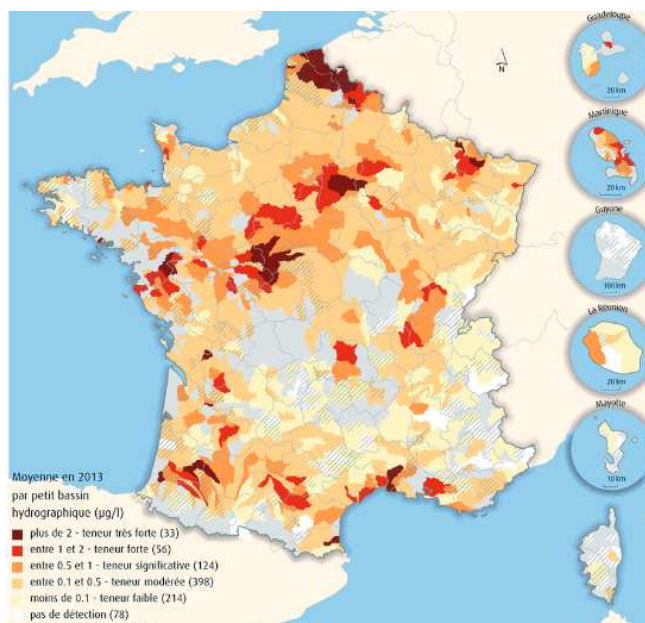 Guadeloupe
20 km
N
Martinique
20 km
Guyane
100 km
La Réunion
20 km
Mayotte
10 km
Moyenne en 2013
par petit bassin
hydrographique (µg/l)
plus de 2 - teneur très forte (33)
entre 1 et 2 - teneur forte (56)
entre 0.5 et 1 - teneur significative (124)
entre 0.1 et 0.5 - teneur modérée (398)
moins de 0.1 - teneur faible (214)
pas de détection (78)